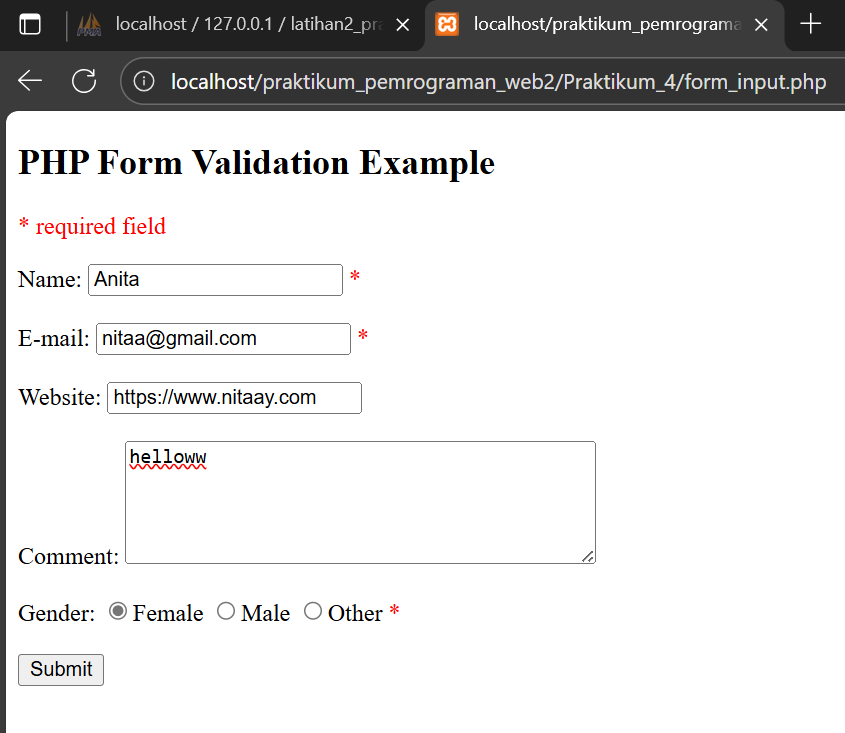 localhost / 127.0.0.1 / latihan2_pra
localhost/praktikum_pemrograma
localhost/praktikum_pemrograman_web2/Praktikum_4/form_input.php
PHP Form Validation Example
* required field
Name: Anita *
E-mail: nitaa@gmail.com *
Website: https://www.nitaay.com
helloww
Comment:
Gender: Female Male Other *
Submit